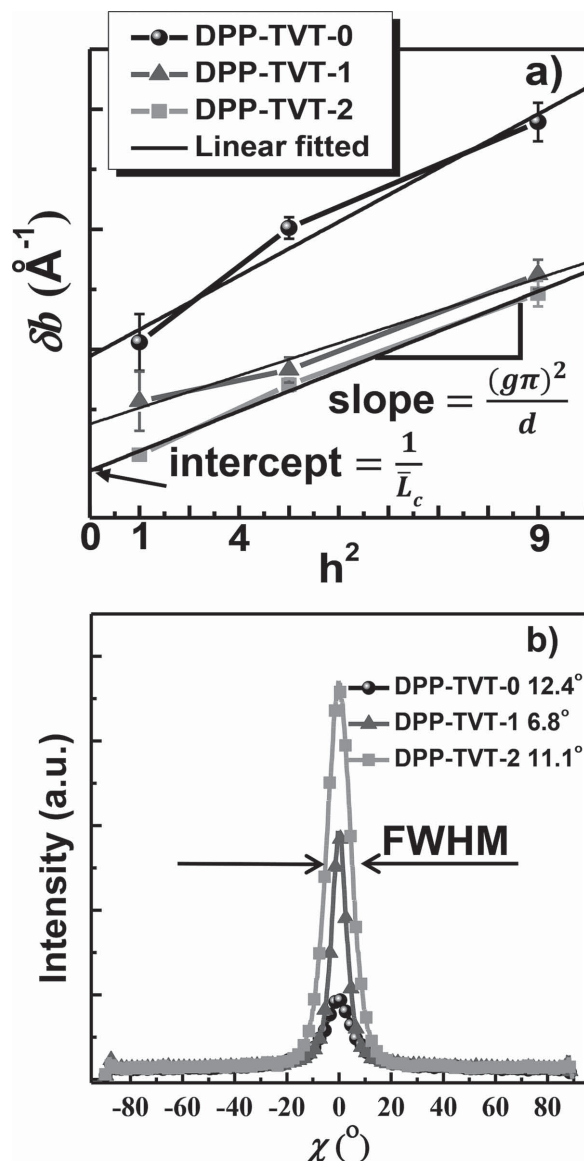 DPP-TVT-0
DPP-TVT-1
DPP-TVT-2
Linear fitted
a)
δb (Å⁻¹)
slope = (gπ)²/d
intercept = 1/L̄_c
0 1 4 9
h²
b)
DPP-TVT-0 12.4°
DPP-TVT-1 6.8°
DPP-TVT-2 11.1°
FWHM
Intensity (a.u.)
-80 -60 -40 -20 0 20 40 60 80
χ (°)